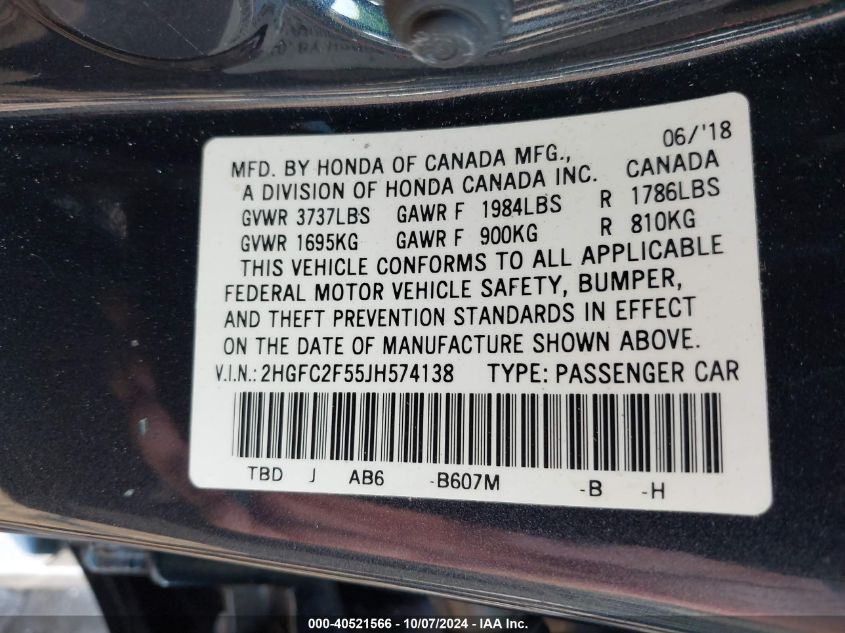 06/'18
MFD. BY HONDA OF CANADA MFG.,
A DIVISION OF HONDA CANADA INC. CANADA
GVWR 3737LBS GAWR F 1984LBS R 1786LBS
GVWR 1695KG GAWR F 900KG R 810KG
THIS VEHICLE CONFORMS TO ALL APPLICABLE
FEDERAL MOTOR VEHICLE SAFETY, BUMPER,
AND THEFT PREVENTION STANDARDS IN EFFECT
ON THE DATE OF MANUFACTURE SHOWN ABOVE.
V.I.N.: 2HGFC2F55JH574138 TYPE: PASSENGER CAR
TBD J AB6 -B607M -B -H
000-40521566 - 10/07/2024 - IAA Inc.